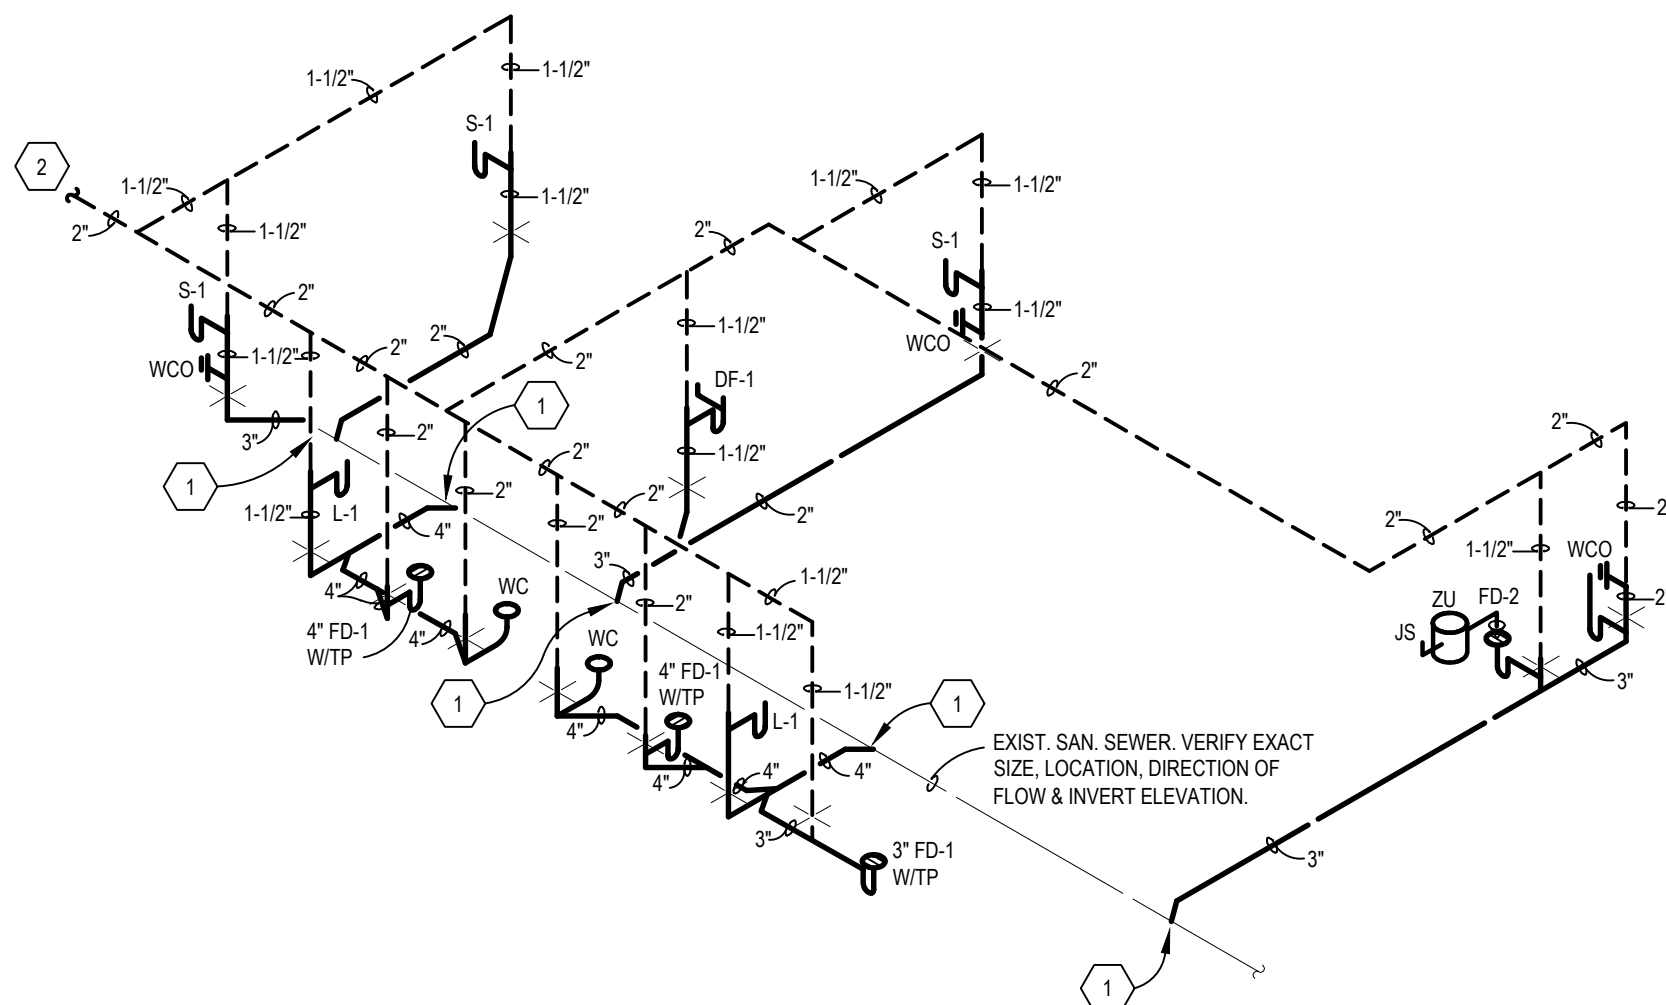 1-1/2"
1-1/2"
S-1
2
1-1/2"
1-1/2"
1-1/2"
1-1/2"
2"
1-1/2"
2"
S-1
S-1
2"
1-1/2"
1-1/2"
2"
2"
1-1/2"
WCO
2"
WCO
DF-1
2"
1
2"
3"
2"
1-1/2"
2"
2"
1
2"
2"
2"
2"
1-1/2"
L-1
4"
2"
2"
1-1/2"
WCO
3"
1-1/2"
4"
WC
2"
ZU
FD-2
2
4" FD-1
W/TP
4"
1-1/2"
JS
WC
4" FD-1
W/TP
1-1/2"
3"
1
1
L-1
4"
4"
4"
4"
EXIST. SAN. SEWER. VERIFY EXACT
SIZE, LOCATION, DIRECTION OF
FLOW & INVERT ELEVATION.
3"
3" FD-1
W/TP
3"
1